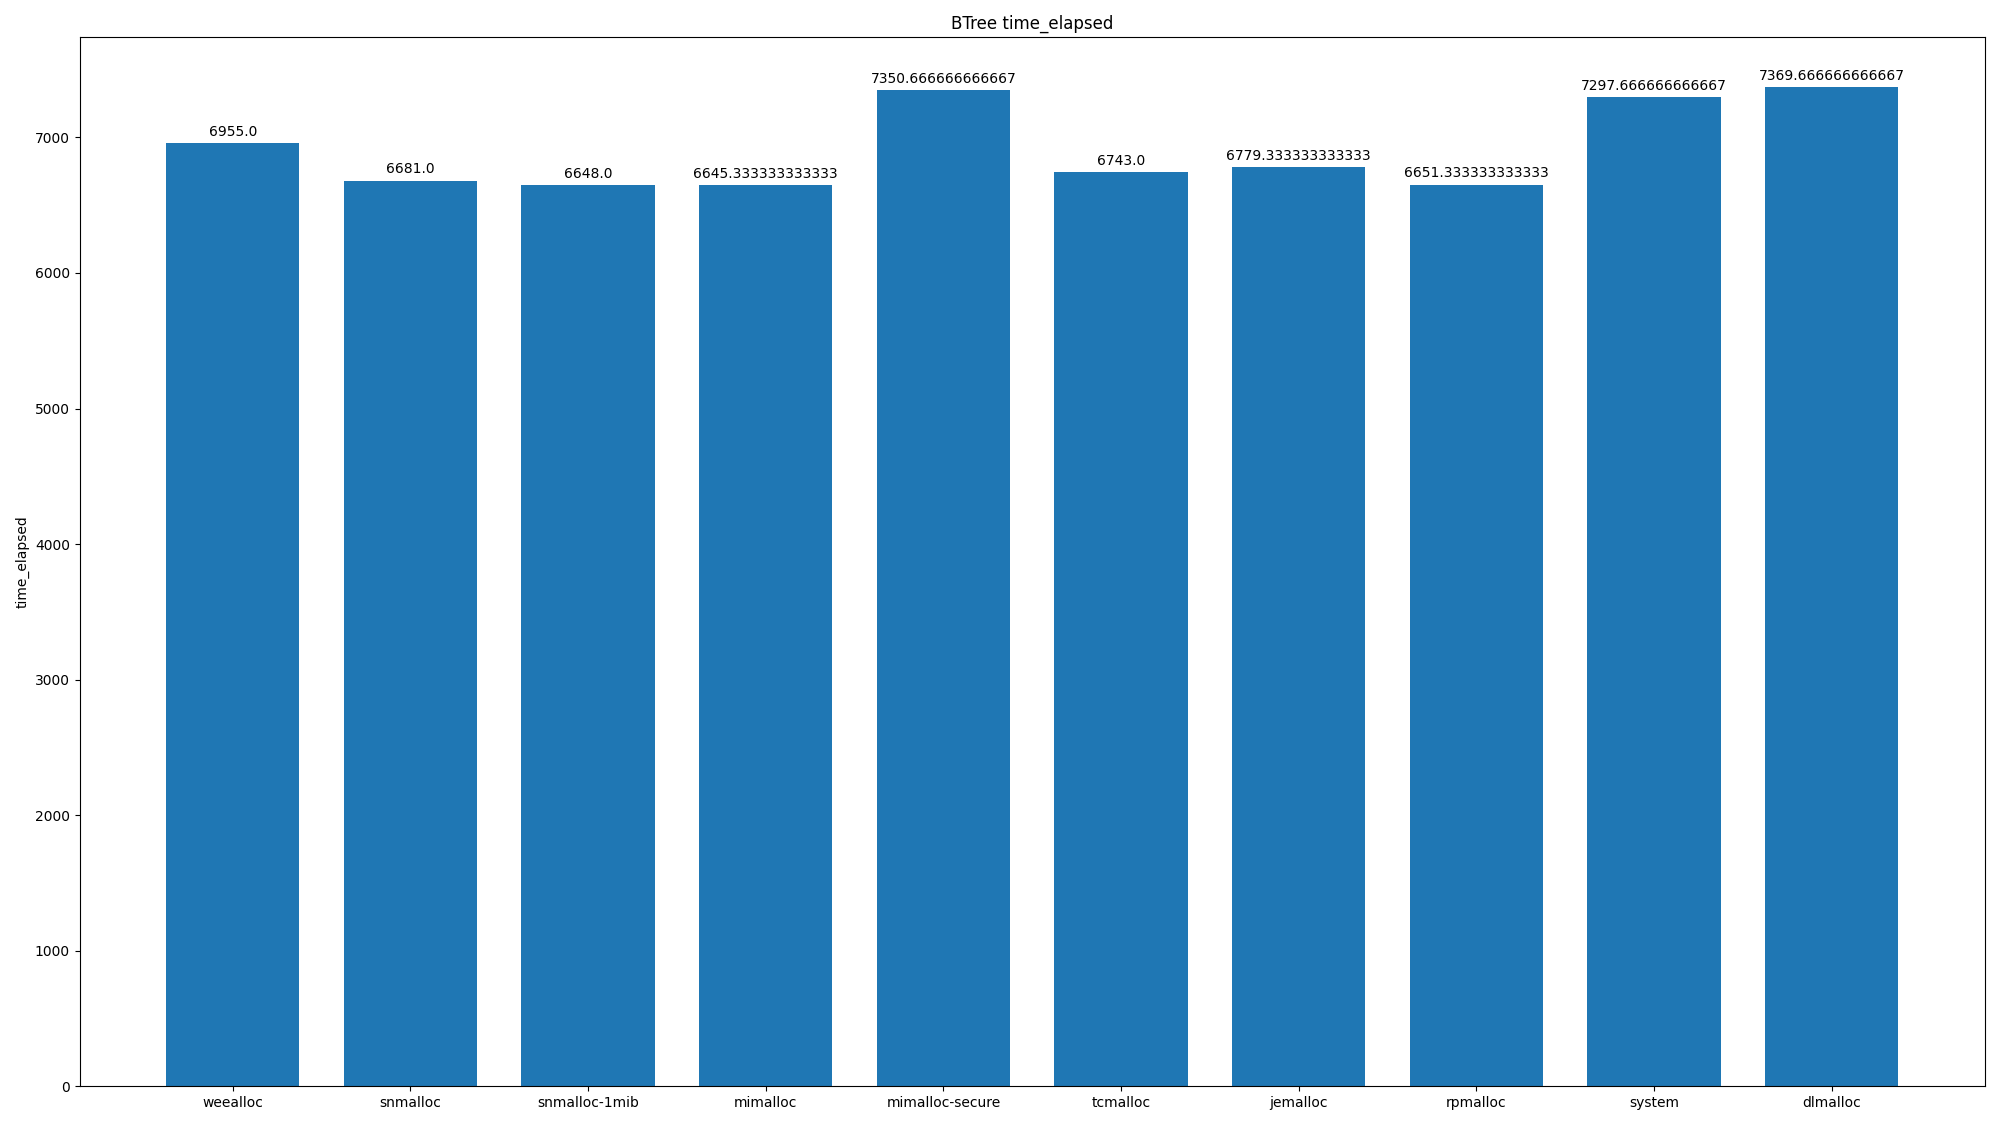 BTree time_elapsed
7350.666666666667
7297.666666666667
7369.666666666667
6955.0
6681.0
6648.0
6645.333333333333
6743.0
6779.333333333333
6651.333333333333
time_elapsed
7000
6000
5000
4000
3000
2000
1000
0
weealloc
snmalloc
snmalloc-1mib
mimalloc
mimalloc-secure
tcmalloc
jemalloc
rpmalloc
system
dlmalloc